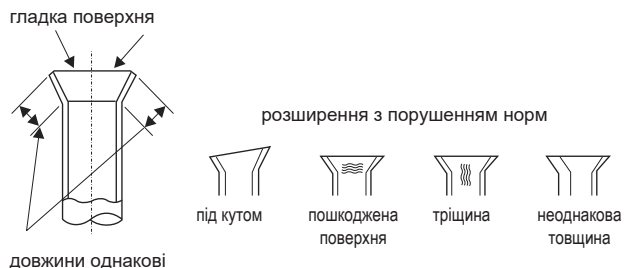 гладка поверхня
розширення з порушенням норм
під кутом
пошкоджена
поверхня
тріщина
неоднакова
товщина
довжини однакові